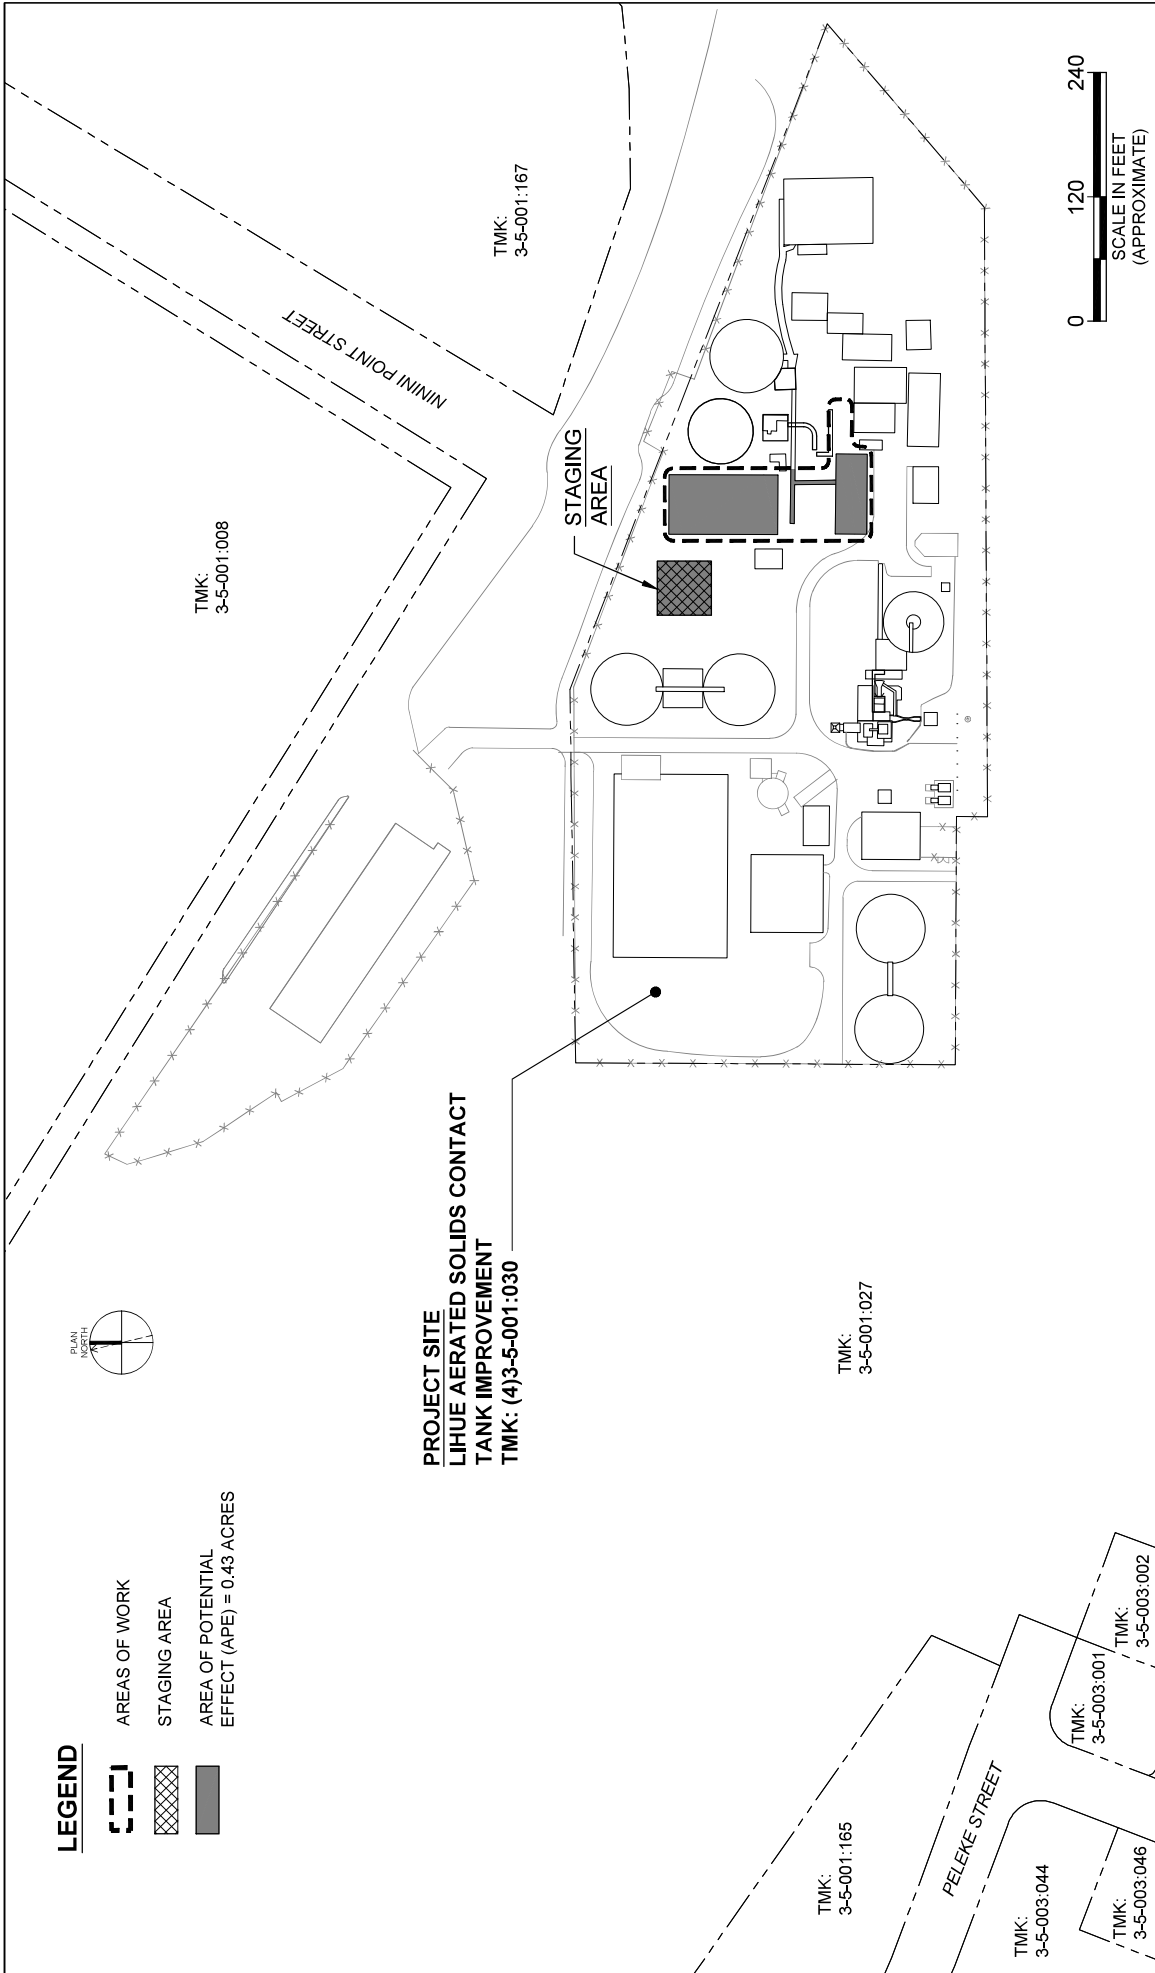 LEGEND
AREAS OF WORK
STAGING AREA
AREA OF POTENTIAL
EFFECT (APE) = 0.43 ACRES
PLAN
NORTH
PROJECT SITE
LIHUE AERATED SOLIDS CONTACT
TANK IMPROVEMENT
TMK: (4)3-5-001:030
TMK:
3-5-001:008
NININI POINT STREET
TMK:
3-5-001:167
STAGING
AREA
TMK:
3-5-001:027
TMK:
3-5-001:165
PELEKE STREET
TMK:
3-5-003:044
TMK:
3-5-003:046
TMK:
3-5-003:001
TMK:
3-5-003:002
0 120 240
SCALE IN FEET
(APPROXIMATE)